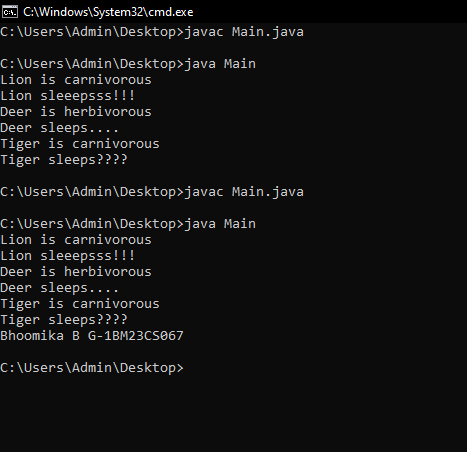 C:\Windows\System32\cmd.exe
C:\Users\Admin\Desktop>javac Main.java
C:\Users\Admin\Desktop>java Main
Lion is carnivorous
Lion sleeepsss!!!
Deer is herbivorous
Deer sleeps....
Tiger is carnivorous
Tiger sleeps????
C:\Users\Admin\Desktop>javac Main.java
C:\Users\Admin\Desktop>java Main
Lion is carnivorous
Lion sleeepsss!!!
Deer is herbivorous
Deer sleeps....
Tiger is carnivorous
Tiger sleeps????
Bhoomika B G-1BM23CS067
C:\Users\Admin\Desktop>